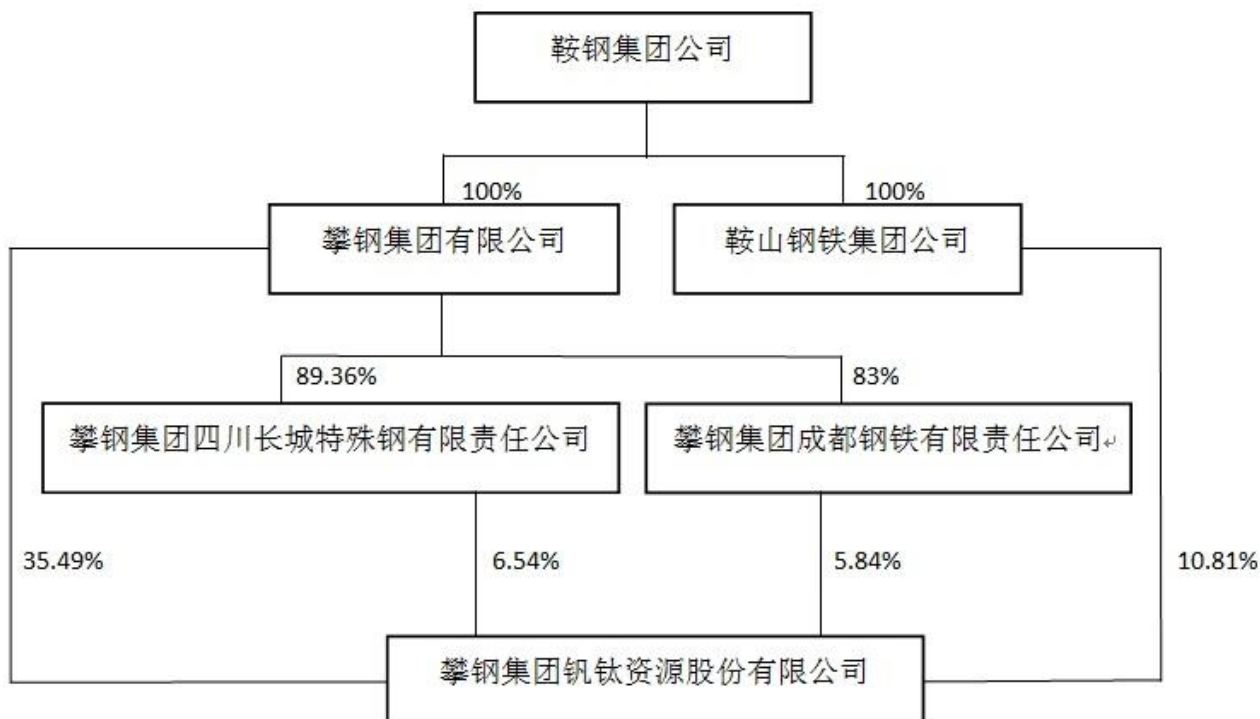 鞍钢集团公司
100%
100%
攀钢集团有限公司
鞍山钢铁集团公司
89.36%
83%
攀钢集团四川长城特殊钢有限责任公司
攀钢集团成都钢铁有限责任公司
35.49%
6.54%
5.84%
10.81%
攀钢集团钒钛资源股份有限公司